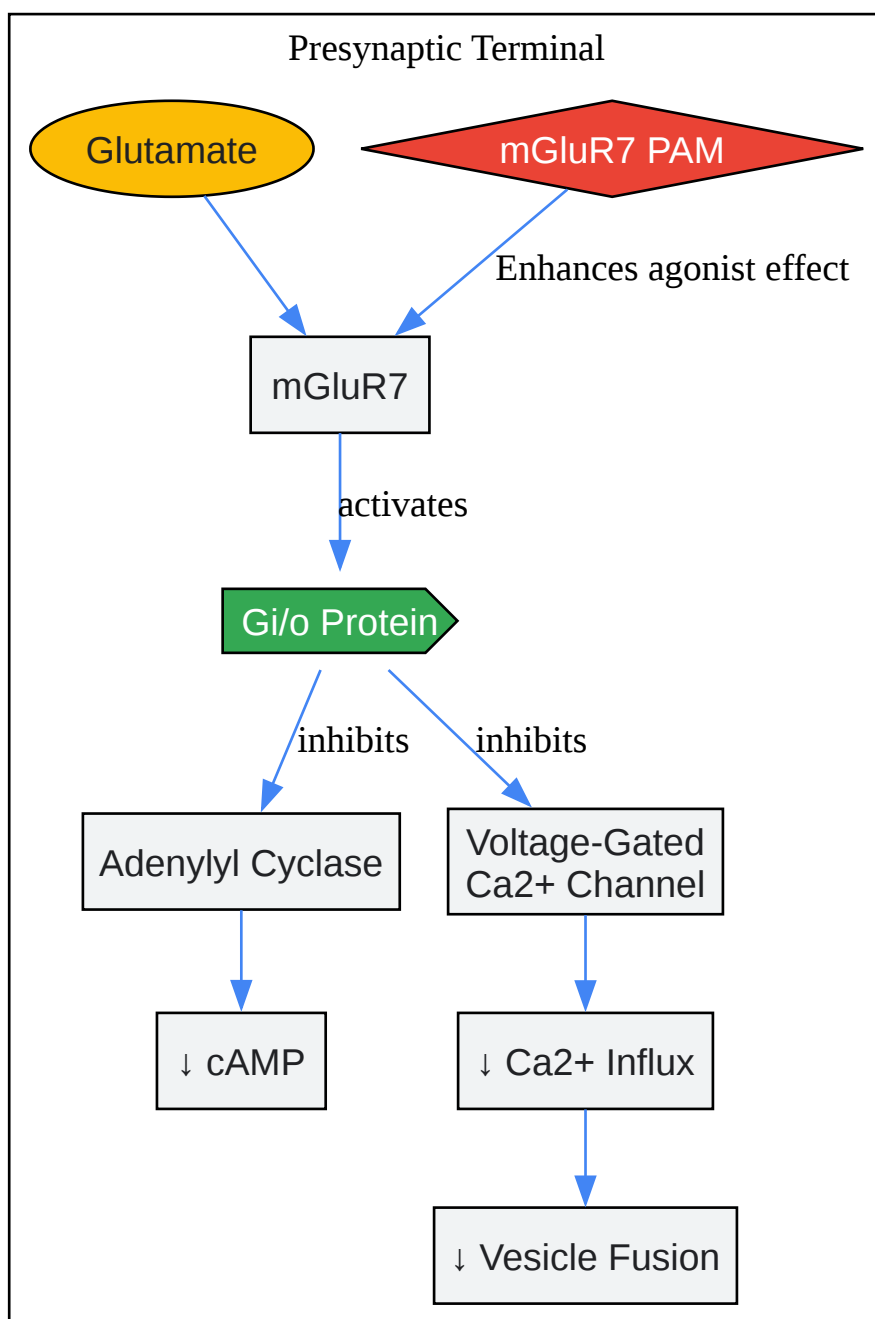 Presynaptic Terminal
Glutamate
mGluR7 PAM
Enhances agonist effect
mGluR7
activates
Gi/o Protein
inhibits
inhibits
Adenylyl Cyclase
Voltage-Gated
Ca2+ Channel
↓ cAMP
↓ Ca2+ Influx
↓ Vesicle Fusion